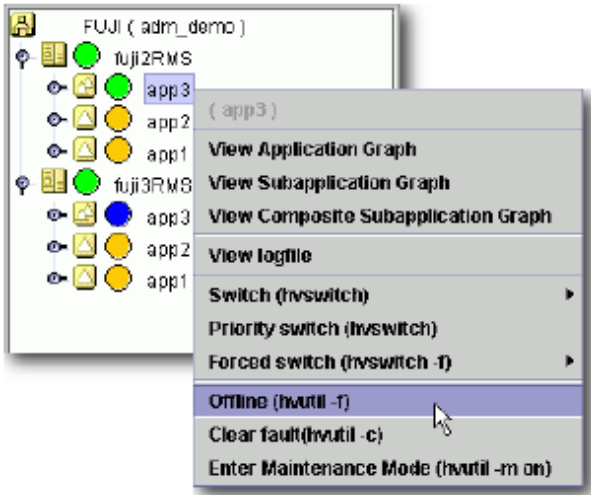 FUJI ( adm_demo )
fuji2RMS
app3
app2
app1
fuji3RMS
app3
app2
app1
( app3 )
View Application Graph
View Subapplication Graph
View Composite Subapplication Graph
View logfile
Switch (hvswitch)
Priority switch (hvswitch)
Forced switch (hvswitch -f)
Offline (hvutil -f)
Clear fault(hvutil -c)
Enter Maintenance Mode (hvutil -m on)